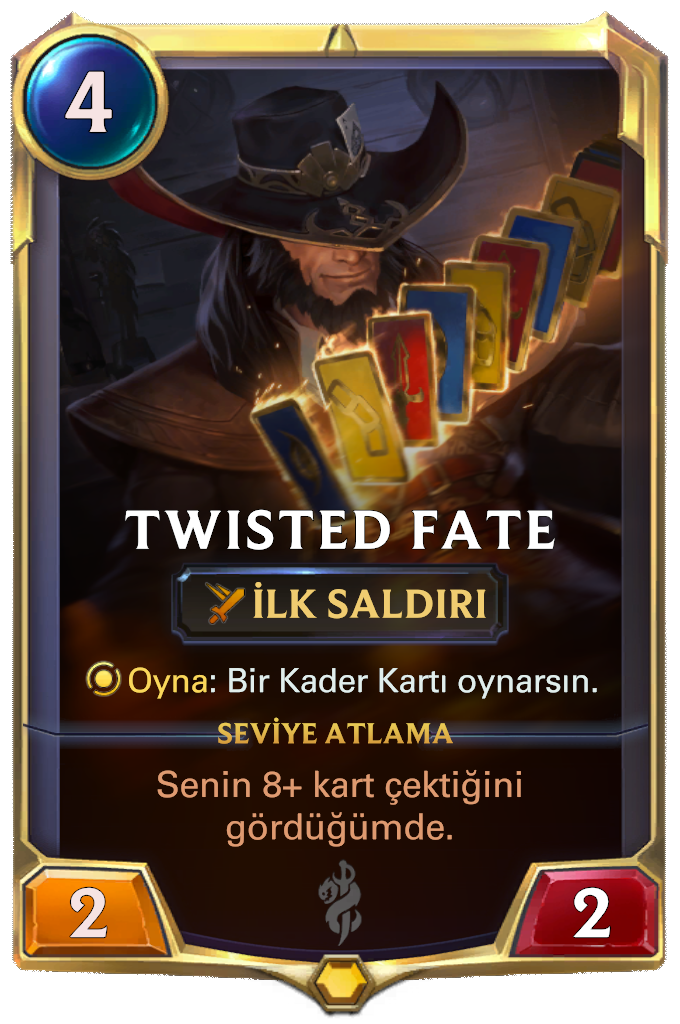 4
TWISTED FATE
İLK SALDIRI
Oyna: Bir Kader Kartı oynarsın.
SEVİYE ATLAMA
Senin 8+ kart çektiğini
gördüğümde.
2
2